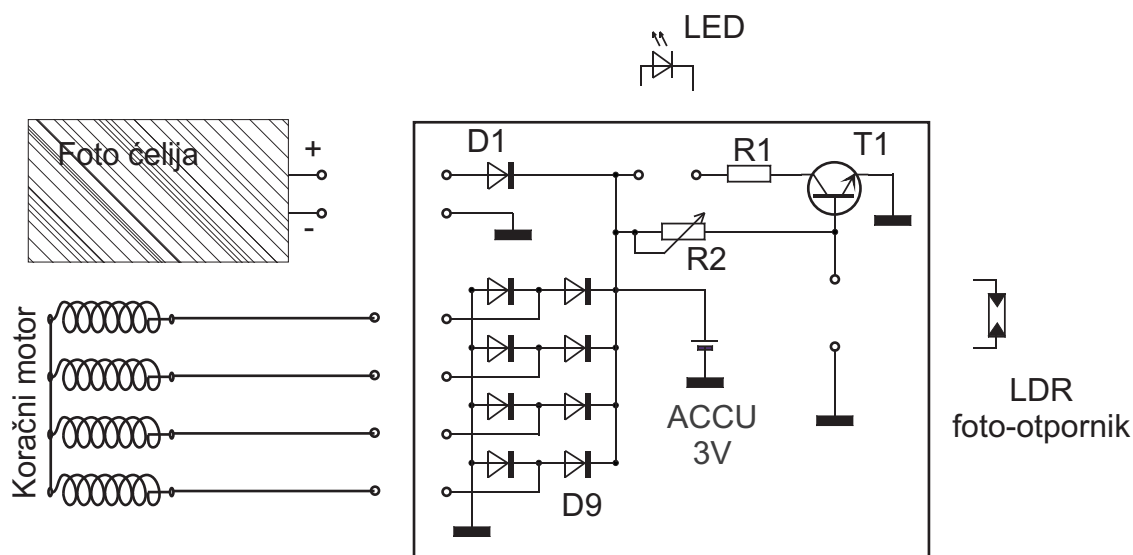 LED
Foto ćelija
+
-
D1
R1
T1
R2
Koračni motor
D9
ACCU
3V
LDR
foto-otpornik